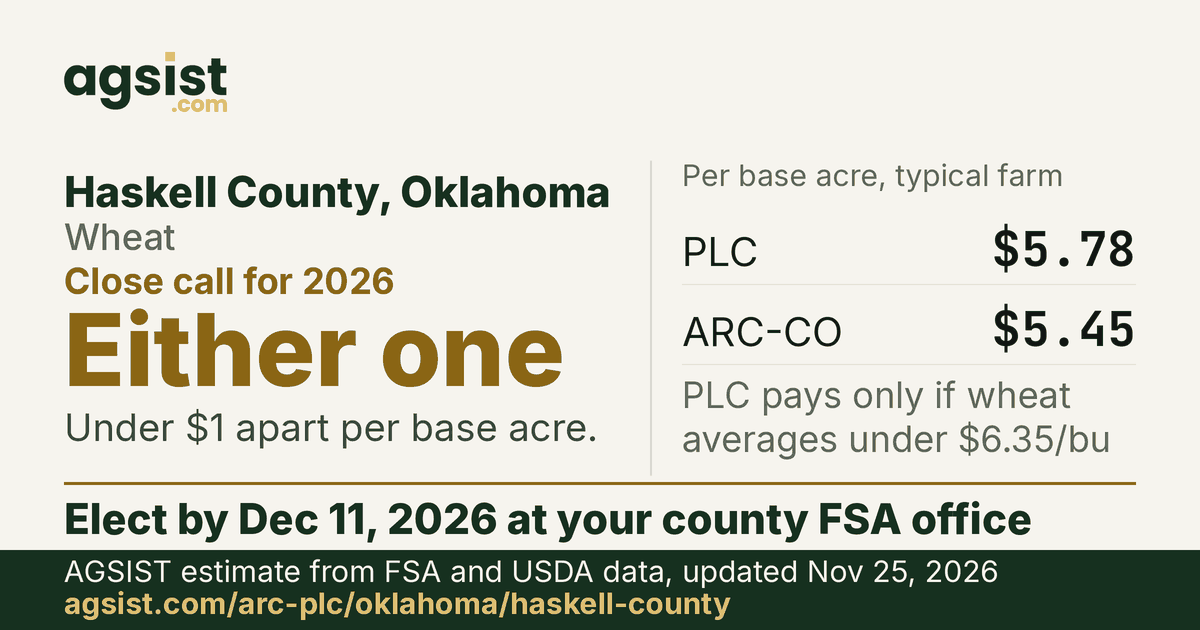 agsist
.com
Haskell County, Oklahoma
Wheat
Close call for 2026
Either one
Under $1 apart per base acre.
Per base acre, typical farm
PLC $5.78
ARC-CO $5.45
PLC pays only if wheat
averages under $6.35/bu
Elect by Dec 11, 2026 at your county FSA office
AGSIST estimate from FSA and USDA data, updated Nov 25, 2026
agsist.com/arc-plc/oklahoma/haskell-county